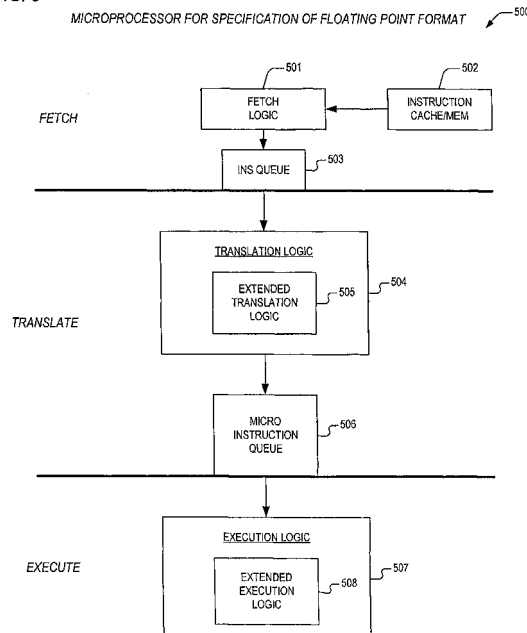 MICROPROCESSOR FOR SPECIFICATION OF FLOATING POINT FORMAT
501
502
FETCH
LOGIC
INSTRUCTION
CACHE/MEM
FETCH
INS QUEUE
503
TRANSLATION LOGIC
504
EXTENDED
TRANSLATION
LOGIC
505
TRANSLATE
MICRO
INSTRUCTION
QUEUE
506
EXECUTION LOGIC
EXECUTE
507
EXTENDED
EXECUTION
LOGIC
508